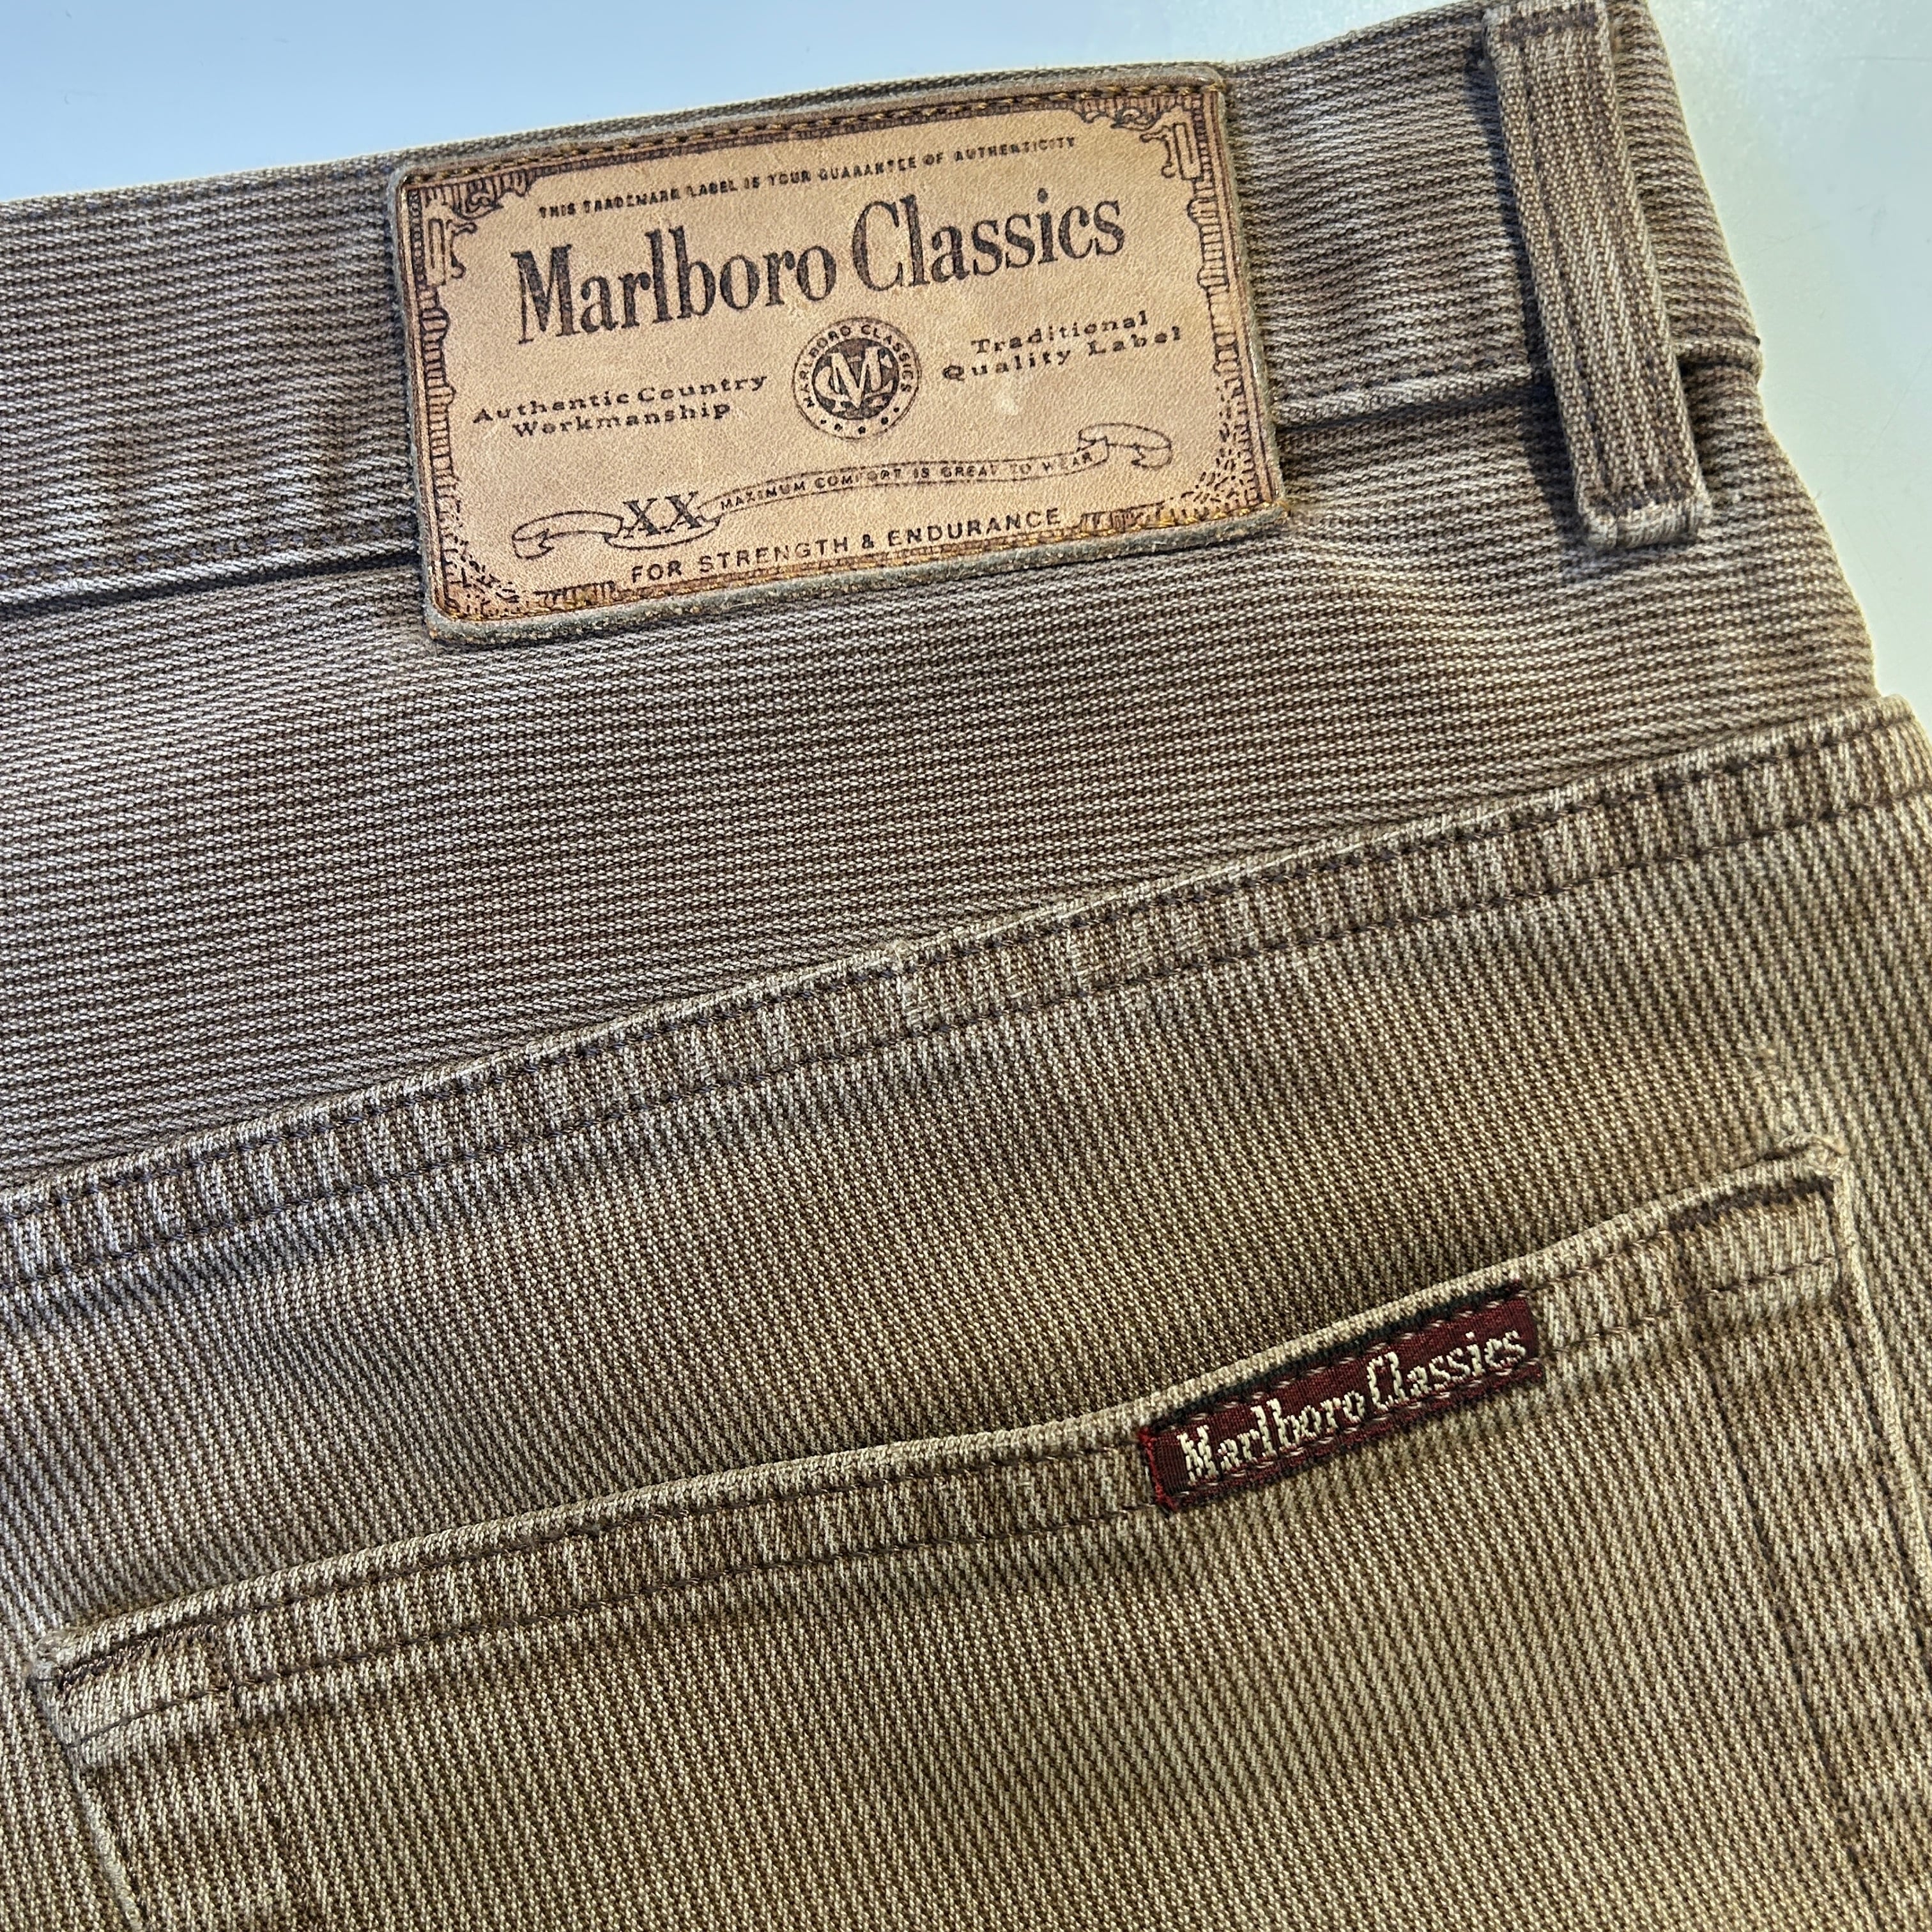 THIS TRADEMARK LABEL IS YOUR GUARANTEE OF AUTHENTICITY
Marlboro Classics
Authentic Country
Workmanship
MARLBORO CLASSICS
MC
Traditional
Quality Label
XX MAXIMUM COMFORT IS GREAT TO WEAR
FOR STRENGTH & ENDURANCE
Marlboro Classics